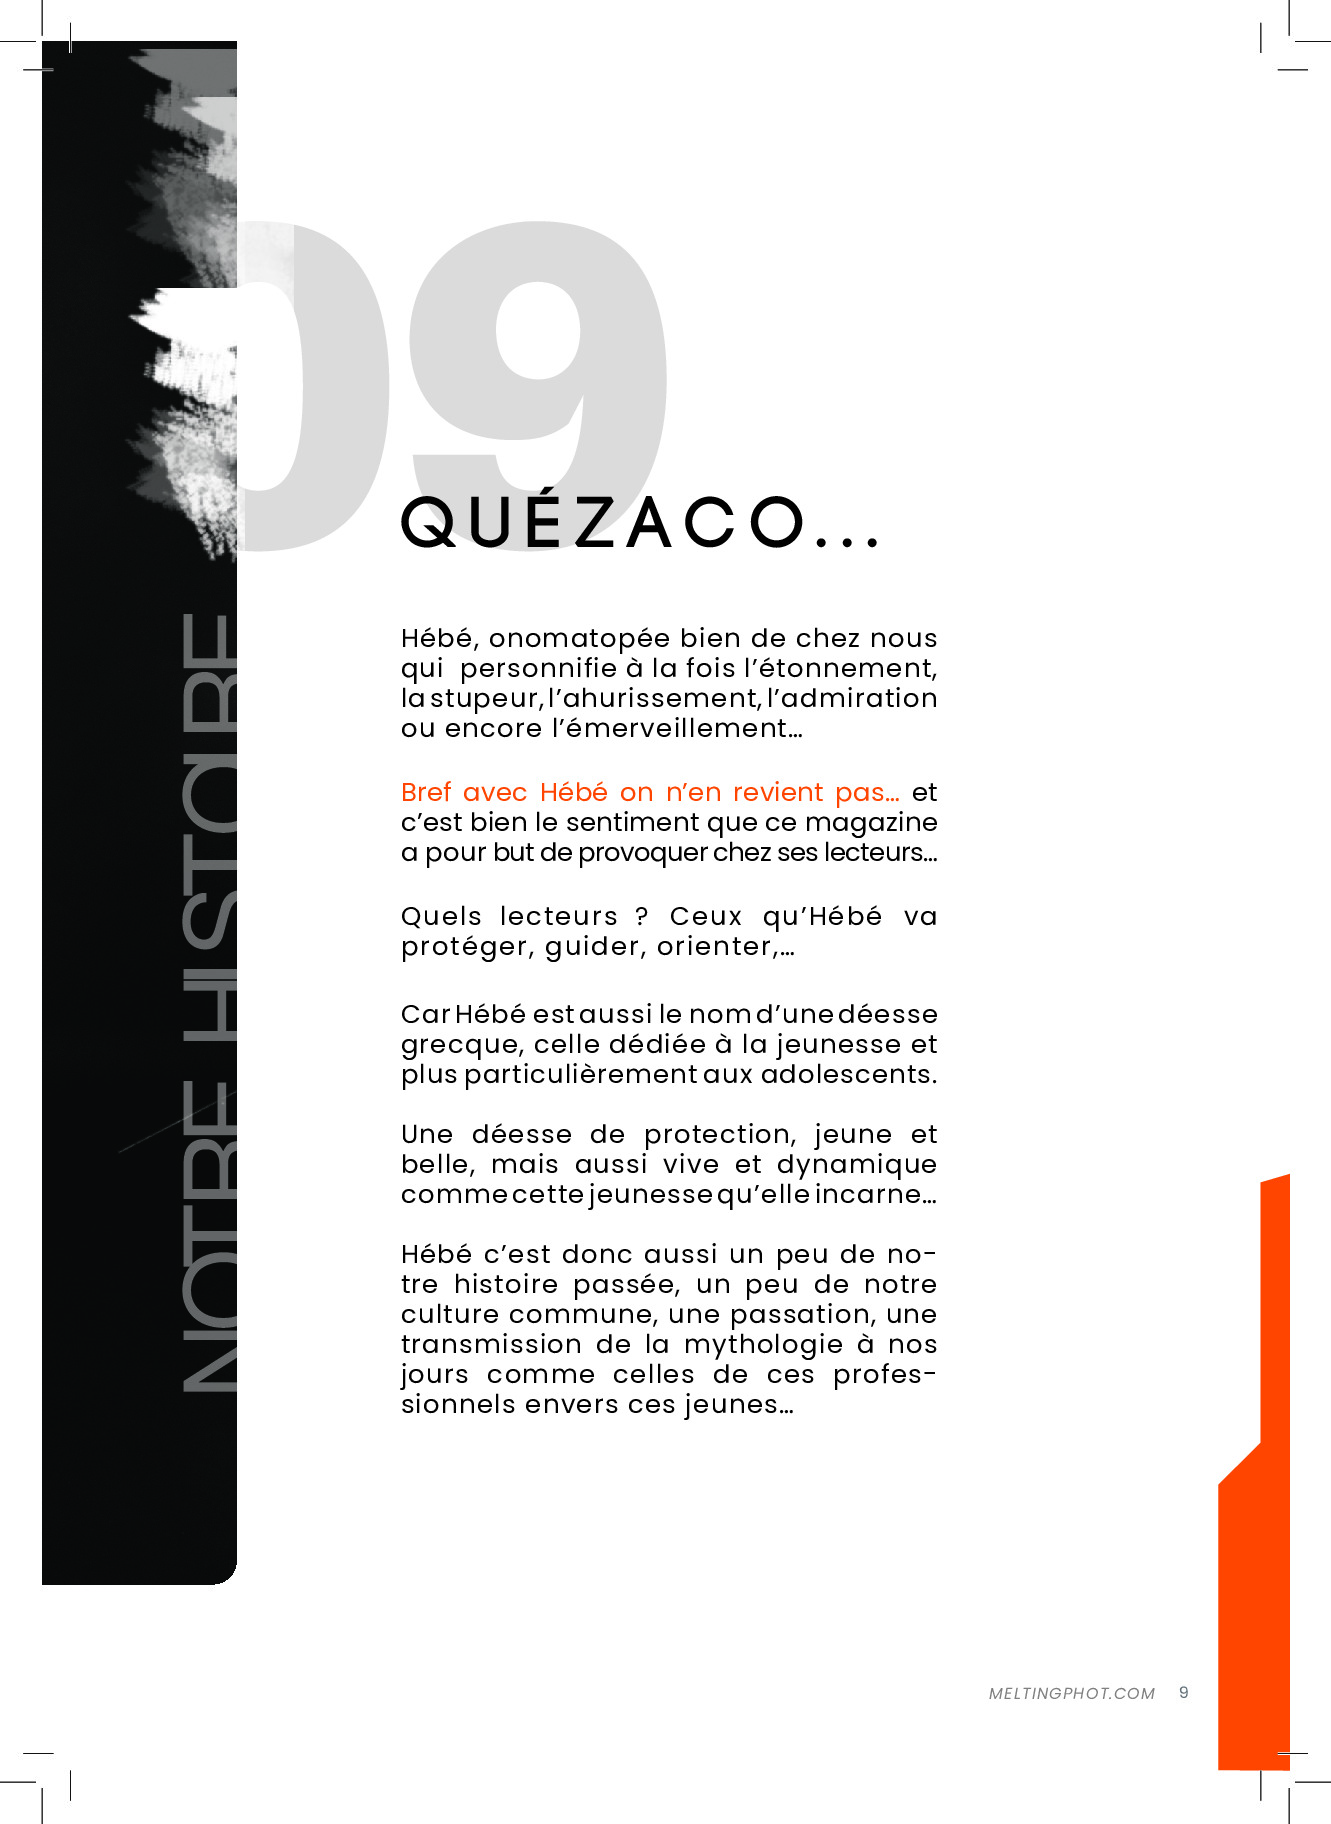 09
QUÉZACO...
NOTRE HISTOIRE
Hébé, onomatopée bien de chez nous
qui personnifie à la fois l’étonnement,
la stupeur, l’ahurissement, l’admiration
ou encore l’émerveillement…
Bref avec Hébé on n’en revient pas… et
c’est bien le sentiment que ce magazine
a pour but de provoquer chez ses lecteurs…
Quels lecteurs ? Ceux qu’Hébé va
protéger, guider, orienter,…
Car Hébé est aussi le nom d’une déesse
grecque, celle dédiée à la jeunesse et
plus particulièrement aux adolescents.
Une déesse de protection, jeune et
belle, mais aussi vive et dynamique
comme cette jeunesse qu’elle incarne…
Hébé c’est donc aussi un peu de no-
tre histoire passée, un peu de notre
culture commune, une passation, une
transmission de la mythologie à nos
jours comme celles de ces profes-
sionnels envers ces jeunes…
MELTINGPHOT.COM 9